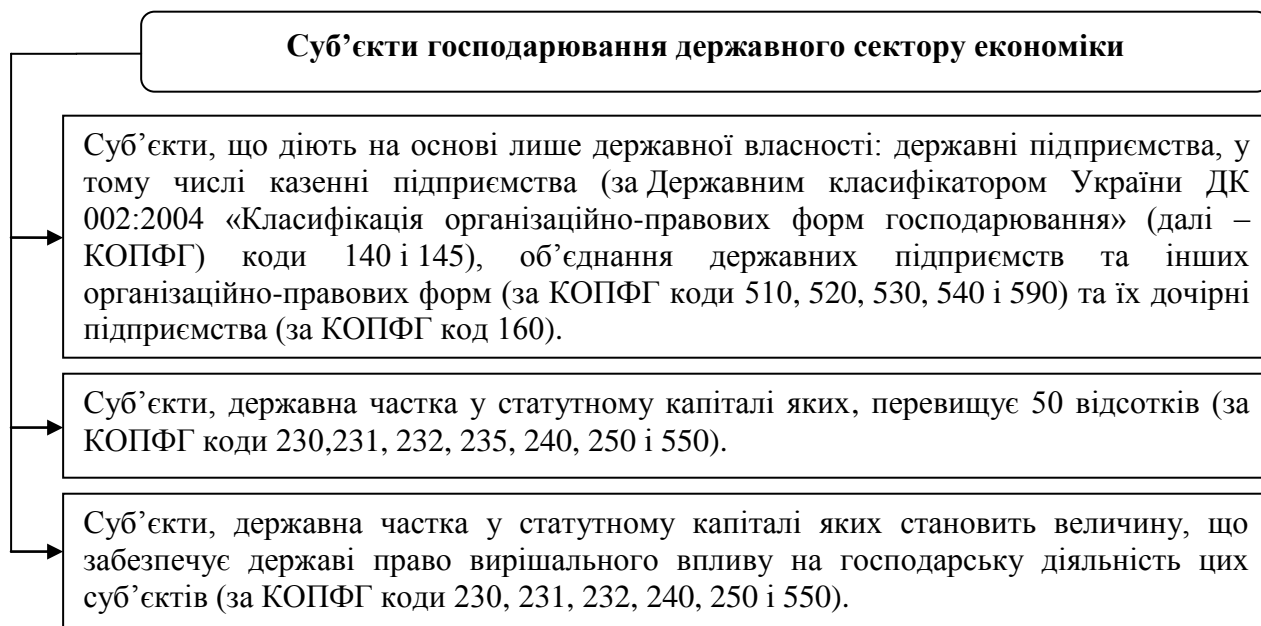 Суб’єкти господарювання державного сектору економіки
Суб’єкти, що діють на основі лише державної власності: державні підприємства, у
тому числі казенні підприємства (за Державним класифікатором України ДК
002:2004 «Класифікація організаційно-правових форм господарювання» (далі –
КОПФГ) коди 140 і 145), об’єднання державних підприємств та інших
організаційно-правових форм (за КОПФГ коди 510, 520, 530, 540 і 590) та їх дочірні
підприємства (за КОПФГ код 160).
Суб’єкти, державна частка у статутному капіталі яких, перевищує 50 відсотків (за
КОПФГ коди 230,231, 232, 235, 240, 250 і 550).
Суб’єкти, державна частка у статутному капіталі яких становить величину, що
забезпечує державі право вирішального впливу на господарську діяльність цих
суб’єктів (за КОПФГ коди 230, 231, 232, 240, 250 і 550).